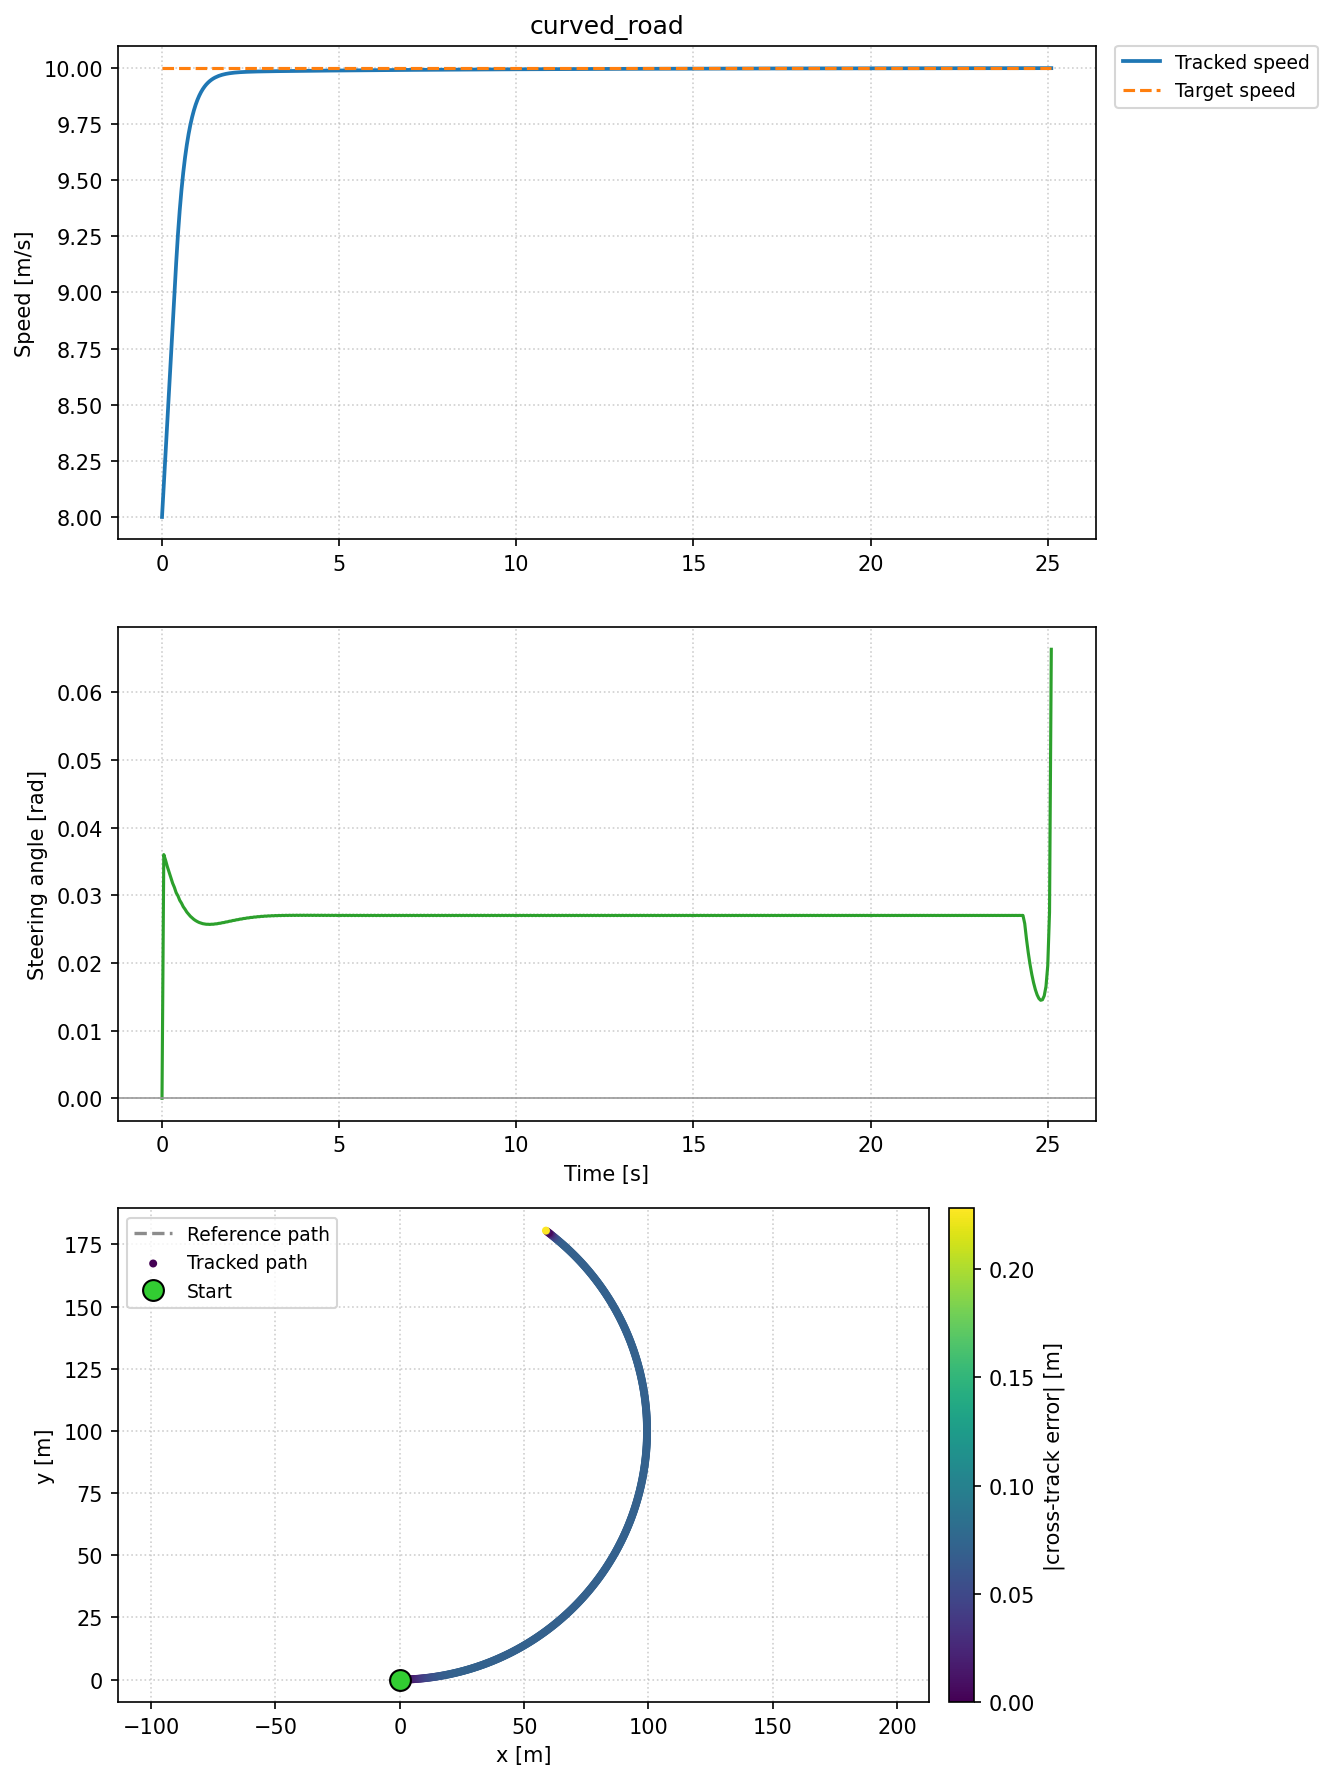 curved_road
Tracked speed
Target speed
10.00
9.75
9.50
9.25
9.00
8.75
8.50
8.25
8.00
Speed [m/s]
0 5 10 15 20 25
0.06
0.05
0.04
0.03
0.02
0.01
0.00
Steering angle [rad]
0 5 10 15 20 25
Time [s]
Reference path
Tracked path
Start
175
150
125
100
75
50
25
0
y [m]
−100 −50 0 50 100 150 200
x [m]
0.20
0.15
0.10
0.05
0.00
|cross-track error| [m]